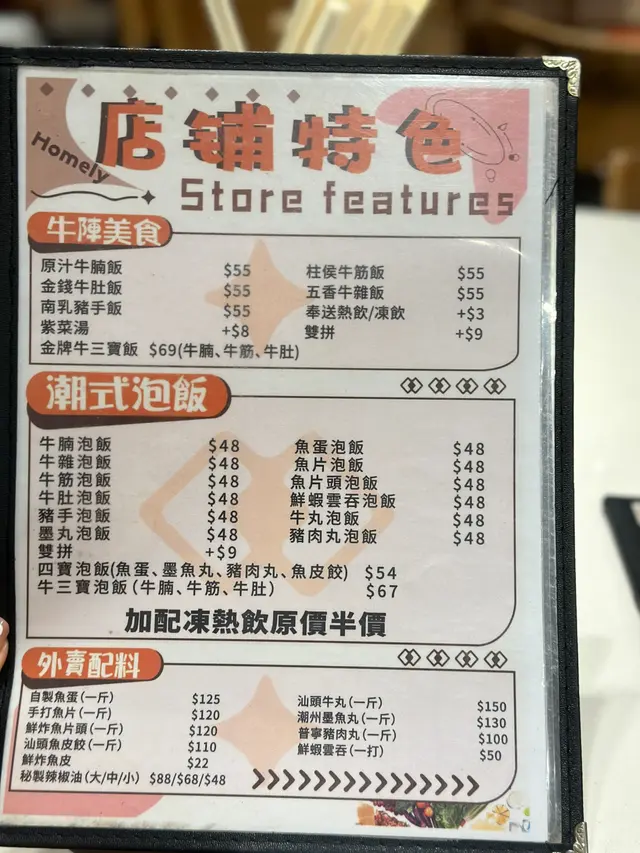 Homely
店铺特色
Store features
牛陣美食
原汁牛腩飯 $55 柱侯牛筋飯 $55
金錢牛肚飯 $55 五香牛雜飯 $55
南乳豬手飯 $55 奉送熱飲/凍飲 +$3
紫菜湯 +$8 雙拼 +$9
金牌牛三寶飯 $69(牛腩、牛筋、牛肚)
潮式泡飯
牛腩泡飯 $48 魚蛋泡飯 $48
牛雜泡飯 $48 魚片泡飯 $48
牛筋泡飯 $48 魚片頭泡飯 $48
牛肚泡飯 $48 鮮蝦雲吞泡飯 $48
豬手泡飯 $48 牛丸泡飯 $48
墨丸泡飯 $48 豬肉丸泡飯 $48
雙拼 +$9
四寶泡飯(魚蛋、墨魚丸、豬肉丸、魚皮餃) $54
牛三寶泡飯(牛腩、牛筋、牛肚) $67
加配凍熱飲原價半價
外賣配料
自製魚蛋(一斤) $125 汕頭牛丸(一斤) $150
手打魚片(一斤) $120 潮州墨魚丸(一斤) $130
鮮炸魚片頭(一斤) $120 普寧豬肉丸(一斤) $100
汕頭魚皮餃(一斤) $110 鮮蝦雲吞(一打) $50
鮮炸魚皮 $22
秘製辣椒油(大/中/小) $88/$68/$48